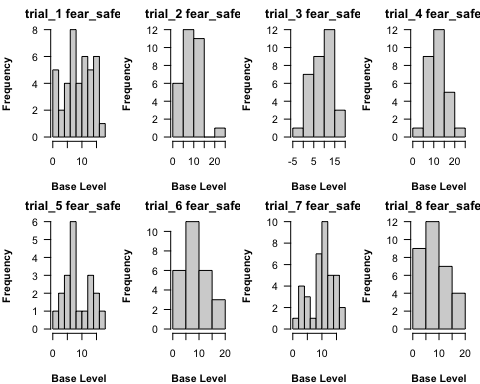 trial_1 fear_safe
trial_2 fear_safe
trial_3 fear_safe
trial_4 fear_safe
Frequency
0 2 4 6 8
0 10
Base Level
Frequency
0 2 4 6 8 10 12
0 10 20
Base Level
Frequency
0 2 4 6 8 10 12
-5 5 15
Base Level
Frequency
0 2 4 6 8 10 12
0 10 20
Base Level
trial_5 fear_safe
trial_6 fear_safe
trial_7 fear_safe
trial_8 fear_safe
Frequency
0 1 2 3 4 5 6
0 10
Base Level
Frequency
0 2 4 6 8 10
0 10 20
Base Level
Frequency
0 2 4 6 8 10
0 10
Base Level
Frequency
0 2 4 6 8 10 12
0 10 20
Base Level